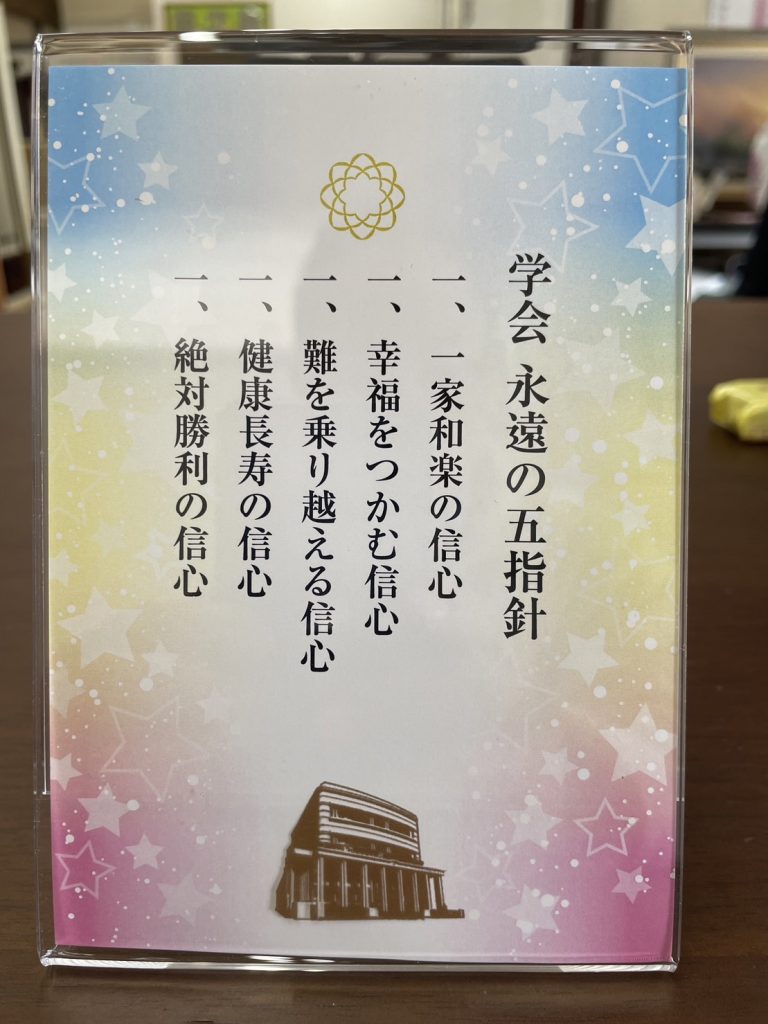 学会 永遠の五指針
一、一家和楽の信心
一、幸福をつかむ信心
一、難を乗り越える信心
一、健康長寿の信心
一、絶対勝利の信心